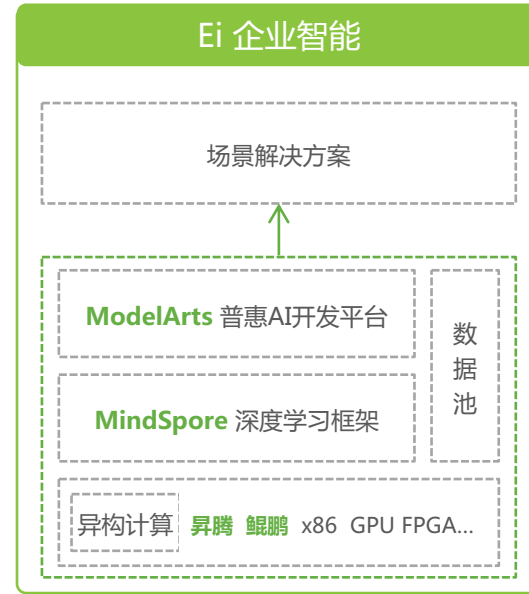 Ei 企业智能
场景解决方案
ModelArts 普惠AI开发平台
数据池
MindSpore 深度学习框架
异构计算 昇腾 鲲鹏 x86 GPU FPGA...